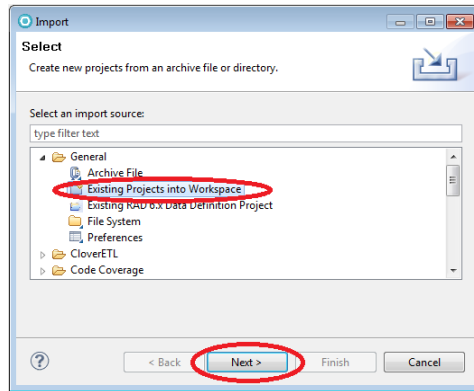 Import
Select
Create new projects from an archive file or directory.
Select an import source:
type filter text
General
Archive File
Existing Projects into Workspace
Existing RAD 6.x Data Definition Project
File System
Preferences
CloverETL
Code Coverage
?
< Back Next > Finish Cancel